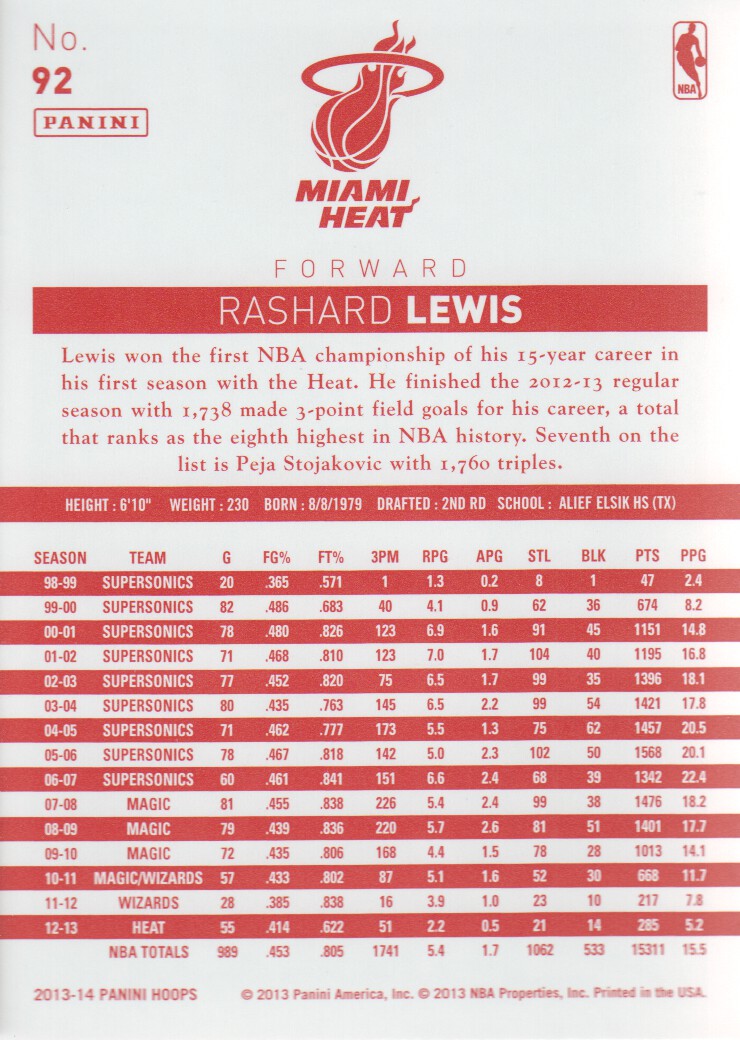 No.
92
PANINI
NBA
MIAMI
HEAT
FORWARD
RASHARD LEWIS
Lewis won the first NBA championship of his 15-year career in
his first season with the Heat. He finished the 2012-13 regular
season with 1,738 made 3-point field goals for his career, a total
that ranks as the eighth highest in NBA history. Seventh on the
list is Peja Stojakovic with 1,760 triples.
HEIGHT : 6'10" WEIGHT : 230 BORN : 8/8/1979 DRAFTED : 2ND RD SCHOOL : ALIEF ELSIK HS (TX)
SEASON TEAM G FG% FT% 3PM RPG APG STL BLK PTS PPG
98-99 SUPERSONICS 20 .365 .571 1 1.3 0.2 8 1 47 2.4
99-00 SUPERSONICS 82 .486 .683 40 4.1 0.9 62 36 674 8.2
00-01 SUPERSONICS 78 .480 .826 123 6.9 1.6 91 45 1151 14.8
01-02 SUPERSONICS 71 .468 .810 123 7.0 1.7 104 40 1195 16.8
02-03 SUPERSONICS 77 .452 .820 75 6.5 1.7 99 35 1396 18.1
03-04 SUPERSONICS 80 .435 .763 145 6.5 2.2 99 54 1421 17.8
04-05 SUPERSONICS 71 .462 .777 173 5.5 1.3 75 62 1457 20.5
05-06 SUPERSONICS 78 .467 .818 142 5.0 2.3 102 50 1568 20.1
06-07 SUPERSONICS 60 .461 .841 151 6.6 2.4 68 39 1342 22.4
07-08 MAGIC 81 .455 .838 226 5.4 2.4 99 38 1476 18.2
08-09 MAGIC 79 .439 .836 220 5.7 2.6 81 51 1401 17.7
09-10 MAGIC 72 .435 .806 168 4.4 1.5 78 28 1013 14.1
10-11 MAGIC/WIZARDS 57 .433 .802 87 5.1 1.6 52 30 668 11.7
11-12 WIZARDS 28 .385 .838 16 3.9 1.0 23 10 217 7.8
12-13 HEAT 55 .414 .622 51 2.2 0.5 21 14 285 5.2
NBA TOTALS 989 .453 .805 1741 5.4 1.7 1062 533 15311 15.5
2013-14 PANINI HOOPS © 2013 Panini America, Inc. © 2013 NBA Properties, Inc. Printed in the USA.